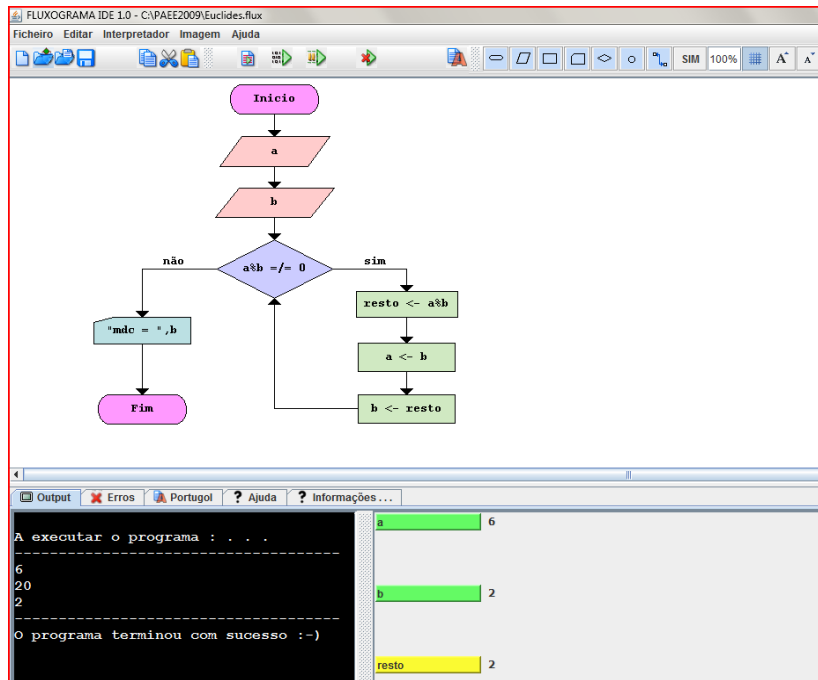 FLUXOGRAMA IDE 1.0 - C:\PAEE2009\Euclides.flux
Ficheiro Editar Interpretador Imagem Ajuda
SIM 100% A A
Inicio
a
b
não
a%b =/= 0
sim
resto <- a%b
"mdc = ",b
a <- b
Fim
b <- resto
Output Erros Portugol ? Ajuda ? Informações . . .
A executar o programa : . . .
---------------------------------------
6
20
2
---------------------------------------
O programa terminou com sucesso :-)
a 6
b 2
resto 2